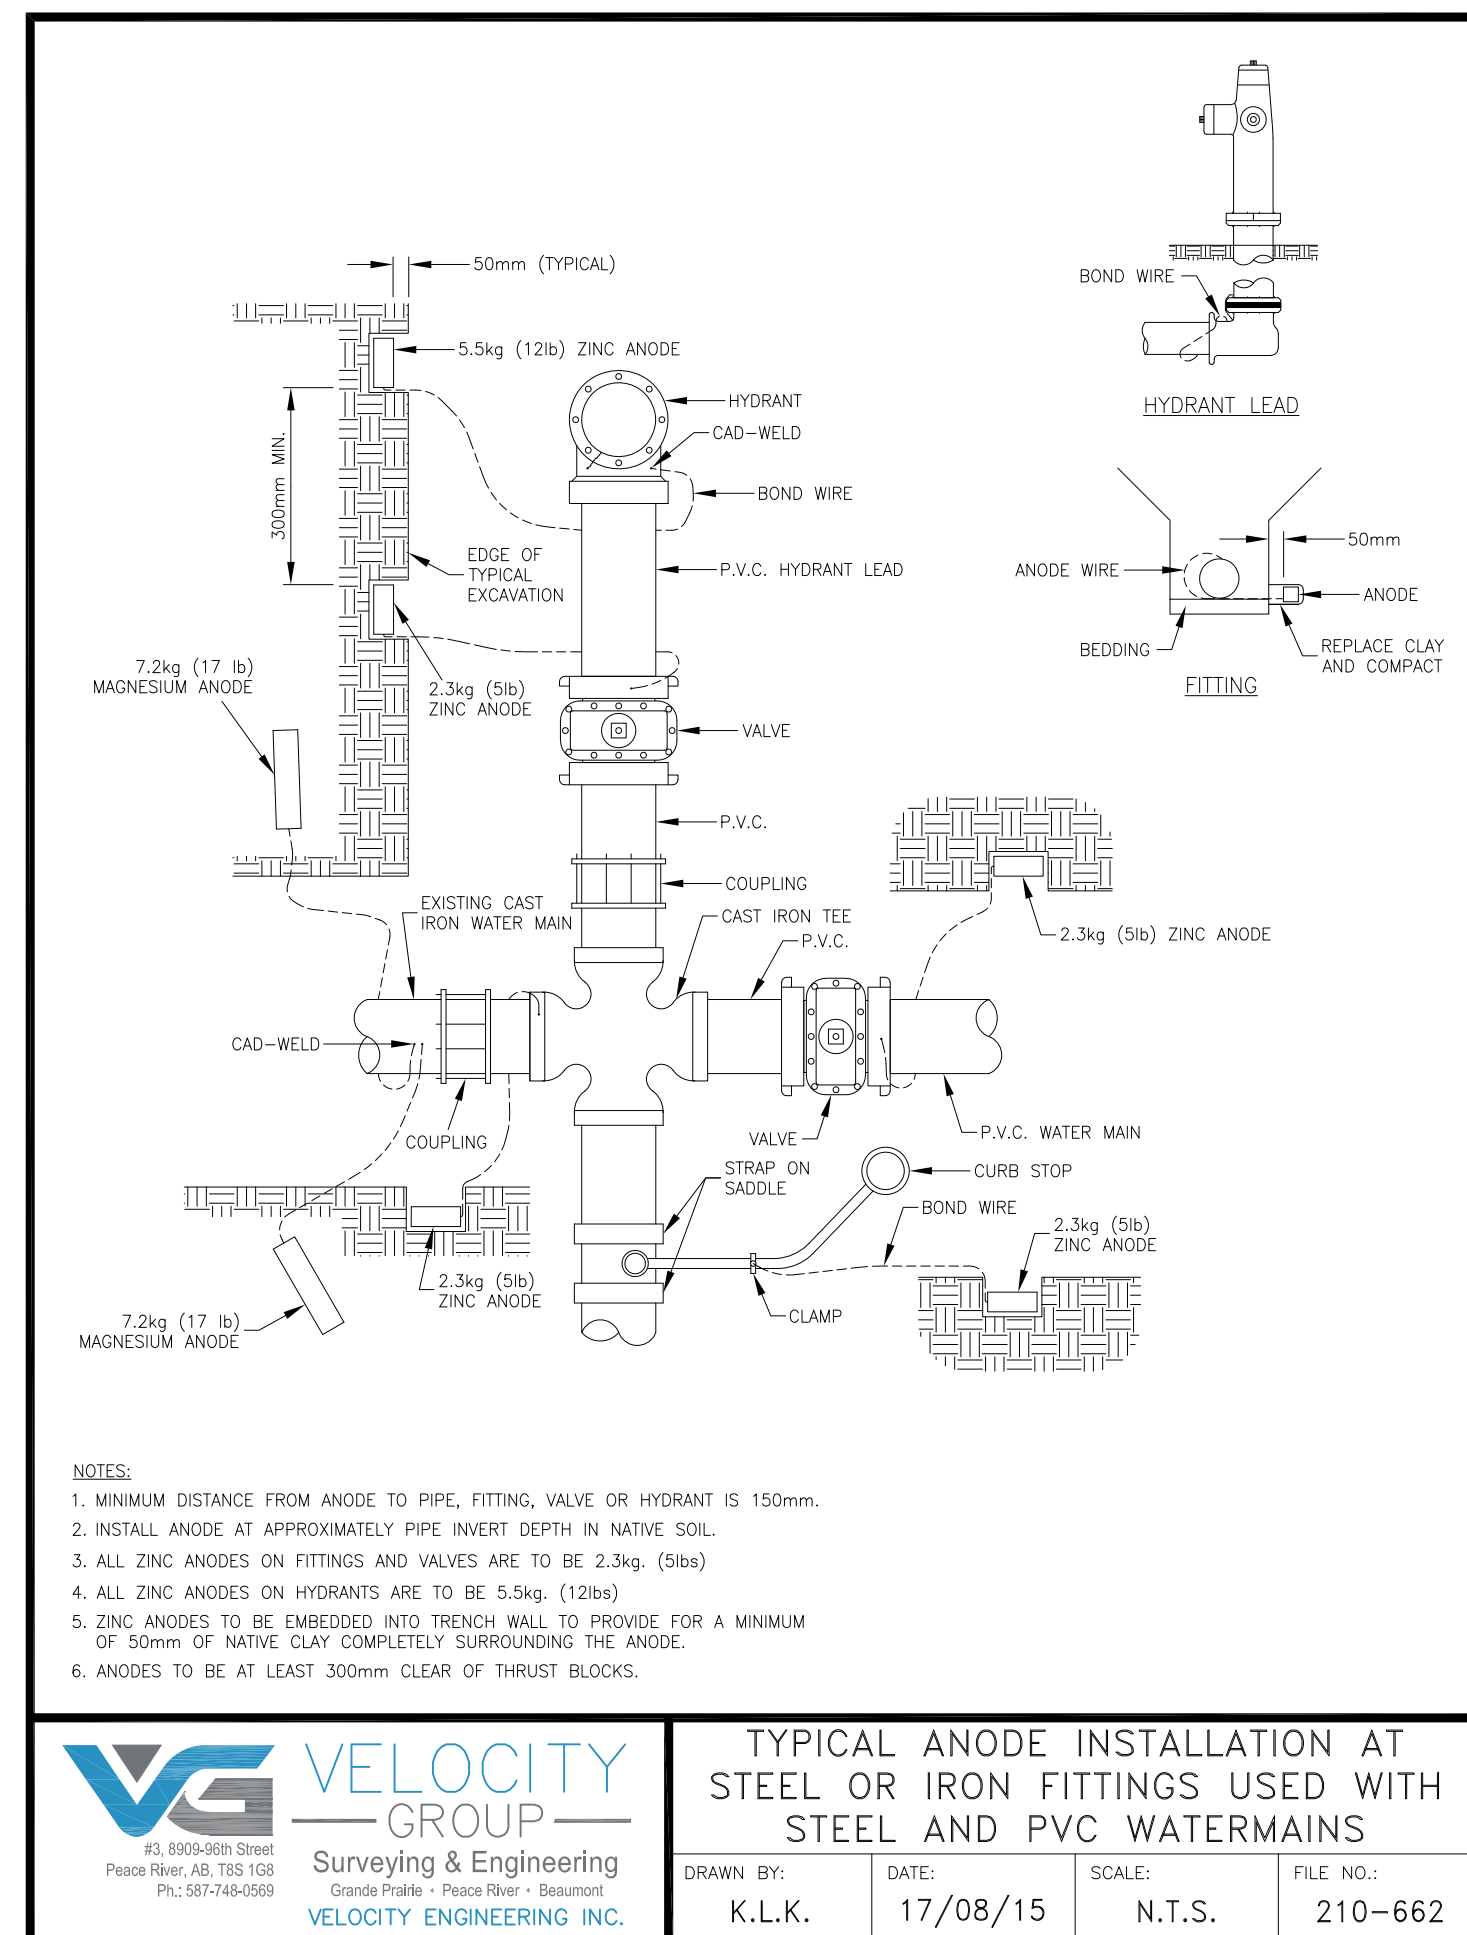 50mm (TYPICAL)
5.5kg (12lb) ZINC ANODE
HYDRANT
CAD-WELD
BOND WIRE
300mm MIN.
EDGE OF
TYPICAL
EXCAVATION
P.V.C. HYDRANT LEAD
7.2kg (17 lb)
MAGNESIUM ANODE
2.3kg (5lb)
ZINC ANODE
VALVE
P.V.C.
COUPLING
EXISTING CAST
IRON WATER MAIN
CAST IRON TEE
P.V.C.
2.3kg (5lb) ZINC ANODE
CAD-WELD
COUPLING
VALVE
P.V.C. WATER MAIN
STRAP ON
SADDLE
CURB STOP
BOND WIRE
2.3kg (5lb)
ZINC ANODE
2.3kg (5lb)
ZINC ANODE
CLAMP
7.2kg (17 lb)
MAGNESIUM ANODE
BOND WIRE
HYDRANT LEAD
50mm
ANODE WIRE
ANODE
BEDDING
REPLACE CLAY
AND COMPACT
FITTING
NOTES:
1. MINIMUM DISTANCE FROM ANODE TO PIPE, FITTING, VALVE OR HYDRANT IS 150mm.
2. INSTALL ANODE AT APPROXIMATELY PIPE INVERT DEPTH IN NATIVE SOIL.
3. ALL ZINC ANODES ON FITTINGS AND VALVES ARE TO BE 2.3kg. (5lbs)
4. ALL ZINC ANODES ON HYDRANTS ARE TO BE 5.5kg. (12lbs)
5. ZINC ANODES TO BE EMBEDDED INTO TRENCH WALL TO PROVIDE FOR A MINIMUM
OF 50mm OF NATIVE CLAY COMPLETELY SURROUNDING THE ANODE.
6. ANODES TO BE AT LEAST 300mm CLEAR OF THRUST BLOCKS.
VG
#3, 8909-96th Street
Peace River, AB, T8S 1G8
Ph.: 587-748-0569
VELOCITY
GROUP
Surveying & Engineering
Grande Prairie • Peace River • Beaumont
VELOCITY ENGINEERING INC.
TYPICAL ANODE INSTALLATION AT
STEEL OR IRON FITTINGS USED WITH
STEEL AND PVC WATERMAINS
DRAWN BY:
K.L.K.
DATE:
17/08/15
SCALE:
N.T.S.
FILE NO.:
210-662